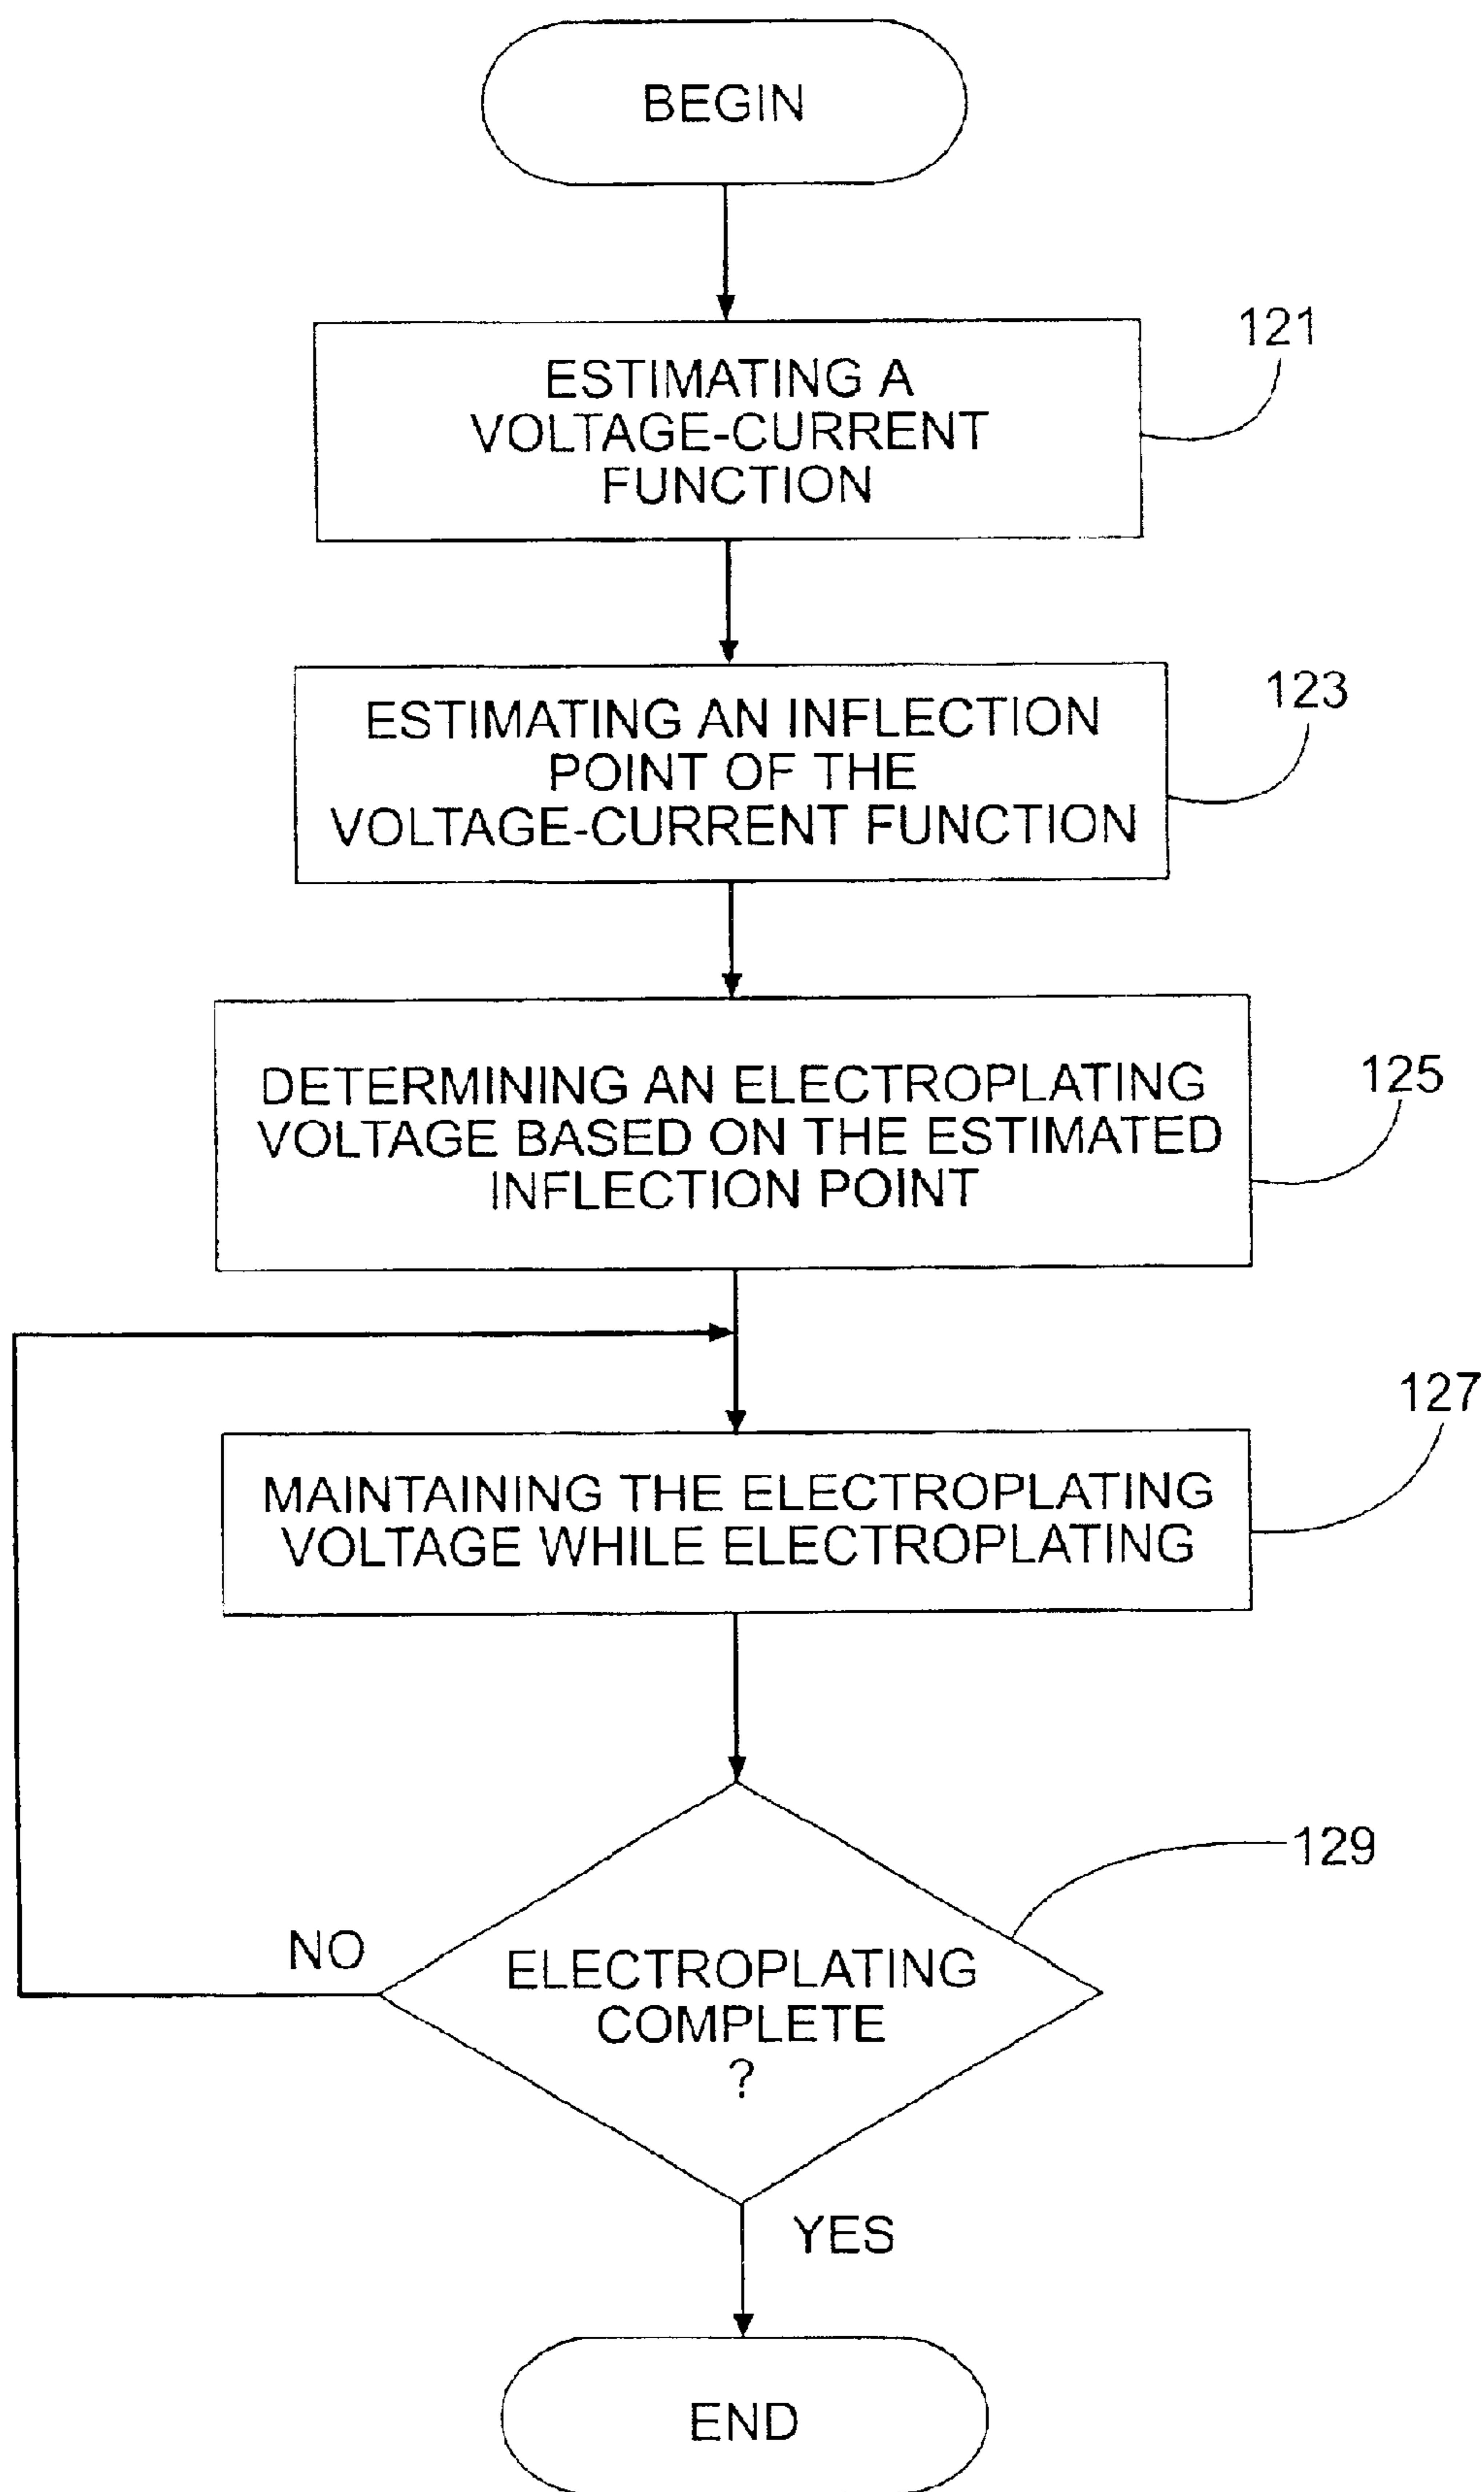 BEGIN
121
ESTIMATING A
VOLTAGE-CURRENT
FUNCTION
123
ESTIMATING AN INFLECTION
POINT OF THE
VOLTAGE-CURRENT FUNCTION
125
DETERMINING AN ELECTROPLATING
VOLTAGE BASED ON THE ESTIMATED
INFLECTION POINT
127
MAINTAINING THE ELECTROPLATING
VOLTAGE WHILE ELECTROPLATING
129
NO
ELECTROPLATING
COMPLETE
?
YES
END